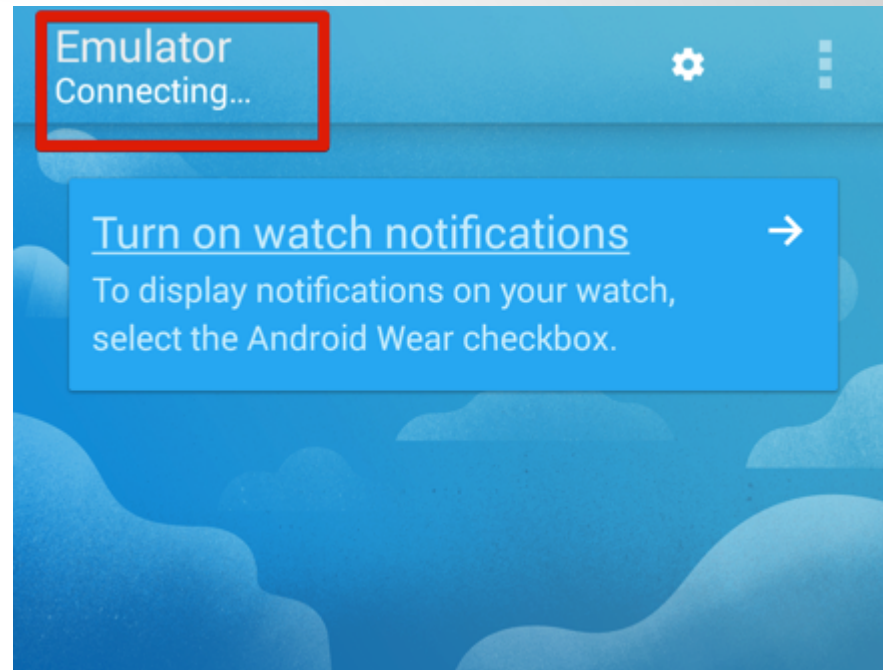 Emulator
Connecting...
Turn on watch notifications
To display notifications on your watch,
select the Android Wear checkbox.